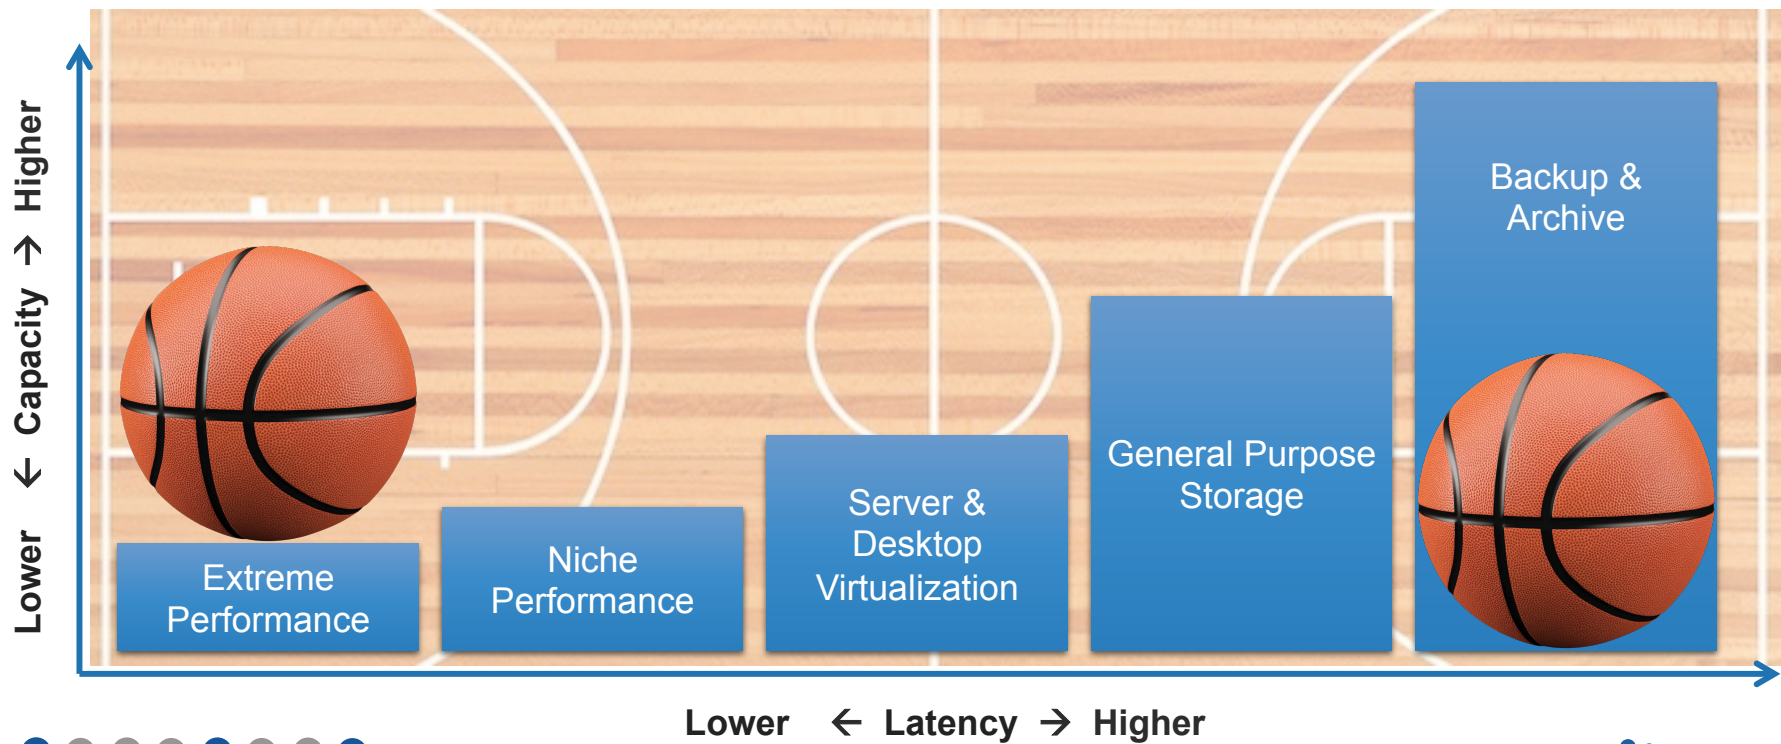 Lower ← Capacity → Higher
Extreme
Performance
Niche
Performance
Server &
Desktop
Virtualization
General Purpose
Storage
Backup &
Archive
Lower ← Latency → Higher